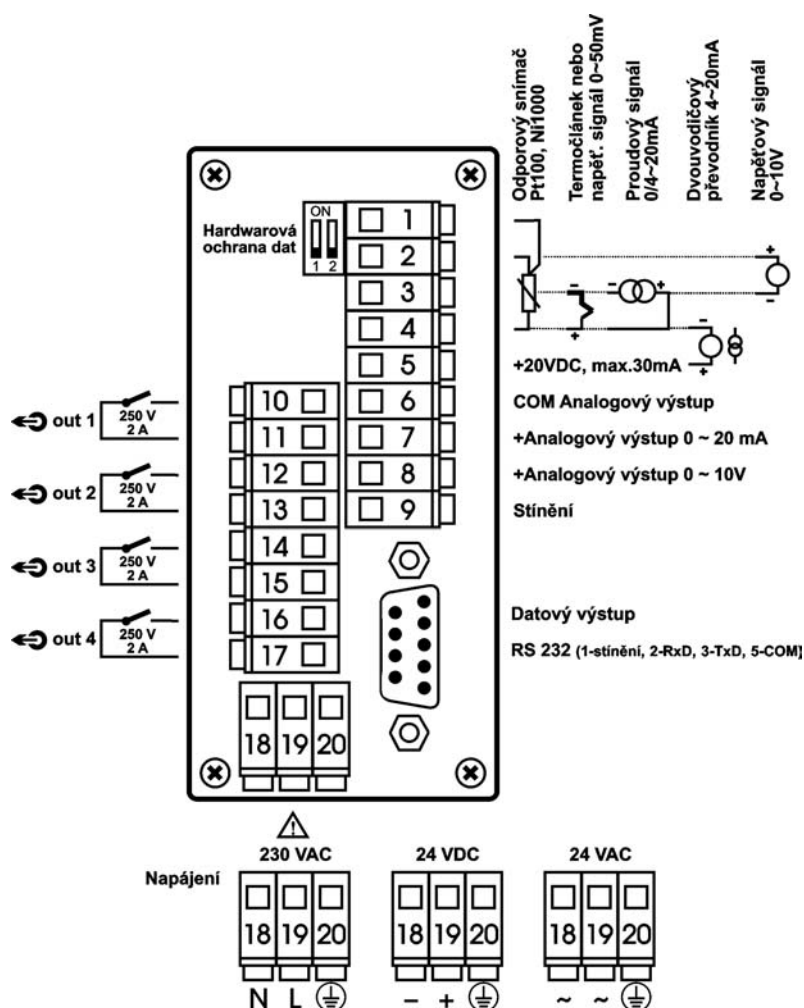 Odporový snímač
Pt100, Ni1000
Termočlánek nebo
napěť. signál 0~50mV
Proudový signál
0/4~20mA
Dvouvodičový
převodník 4~20mA
Napěťový signál
0~10V
Hardwarová
ochrana dat
ON
1 2
1
2
3
4
5
6
7
8
9
+
-
-
-
+
+
-
+
+20VDC, max.30mA
COM Analogový výstup
+Analogový výstup 0 ~ 20 mA
+Analogový výstup 0 ~ 10V
Stínění
Datový výstup
RS 232 (1-stínění, 2-RxD, 3-TxD, 5-COM)
out 1
250 V
2 A
out 2
250 V
2 A
out 3
250 V
2 A
out 4
250 V
2 A
10
11
12
13
14
15
16
17
18 19 20
230 VAC
24 VDC
24 VAC
Napájení
18 19 20
18 19 20
18 19 20
N L
- +
~ ~